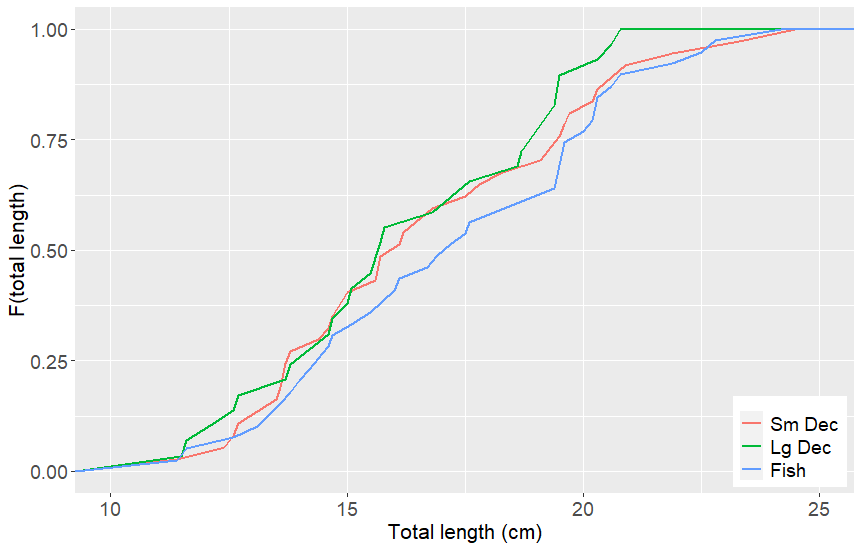 F(total length)
1.00
0.75
0.50
0.25
0.00
Sm Dec
Lg Dec
Fish
10
15
20
25
Total length (cm)